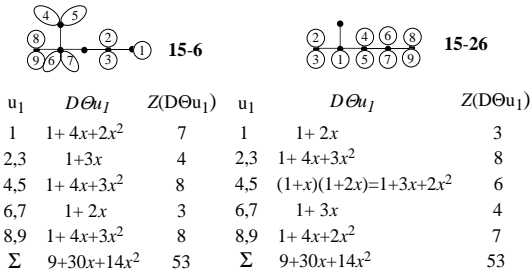 4 5 2 8 1 15-6
3 9 6 7
8 2 4 6 8 15-26
9 3 1 5 7 9
u1 DΘu1 Z(DΘu1) u1 DΘu1 Z(DΘu1)
1 1+ 4x+2x² 7 1 1+ 2x 3
2,3 1+3x 4 2,3 1+ 4x+3x² 8
4,5 1+ 4x+3x² 8 4,5 (1+x)(1+2x)=1+3x+2x² 6
6,7 1+ 2x 3 6,7 1+ 3x 4
8,9 1+ 4x+3x² 8 8,9 1+ 4x+2x² 7
Σ 9+30x+14x² 53 Σ 9+30x+14x² 53